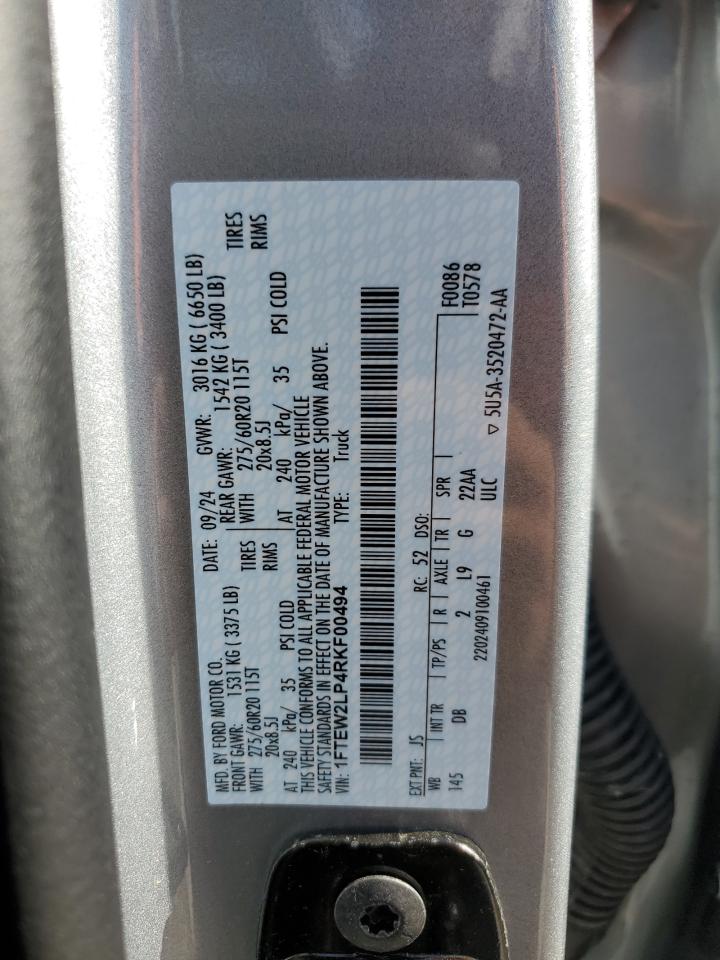 MFD. BY FORD MOTOR CO. DATE: 09/24 GVWR: 3016 KG ( 6650 LB)
FRONT GAWR: 1531 KG ( 3375 LB) REAR GAWR: 1542 KG ( 3400 LB)
WITH 275/60R20 115T TIRES WITH 275/60R20 115T TIRES
20x8.5J RIMS 20x8.5J RIMS
AT 240 kPa/ 35 PSI COLD AT 240 kPa/ 35 PSI COLD
THIS VEHICLE CONFORMS TO ALL APPLICABLE FEDERAL MOTOR VEHICLE
SAFETY STANDARDS IN EFFECT ON THE DATE OF MANUFACTURE SHOWN ABOVE.
VIN: 1FTEW2LP4RKF00494 TYPE: Truck
EXT PNT: JS RC: 52 DSO: F0086
WB INT TR TP/PS R AXLE TR SPR T0578
145 DB 2 L9 G 22AA
2202409100461 ULC ▽ 5U5A-3520472-AA